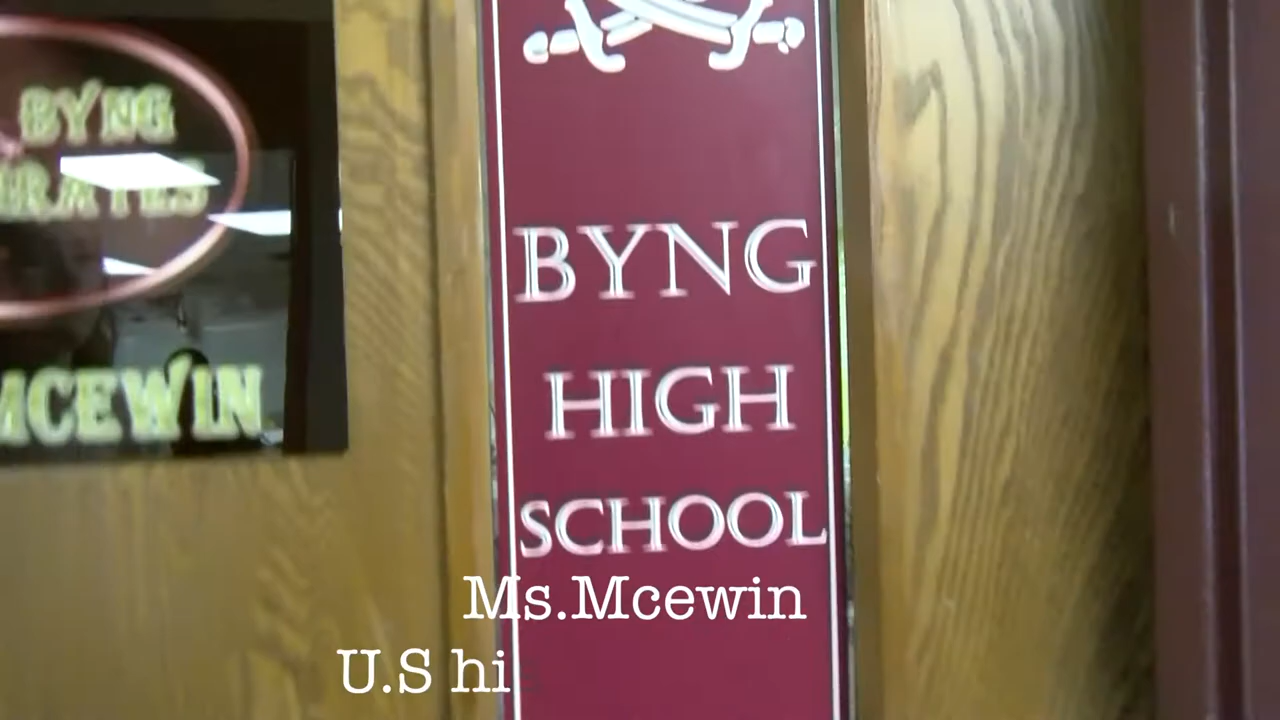 BYNG
MCEWIN
BYNG
HIGH
SCHOOL
Ms.Mcewin
U.S hi